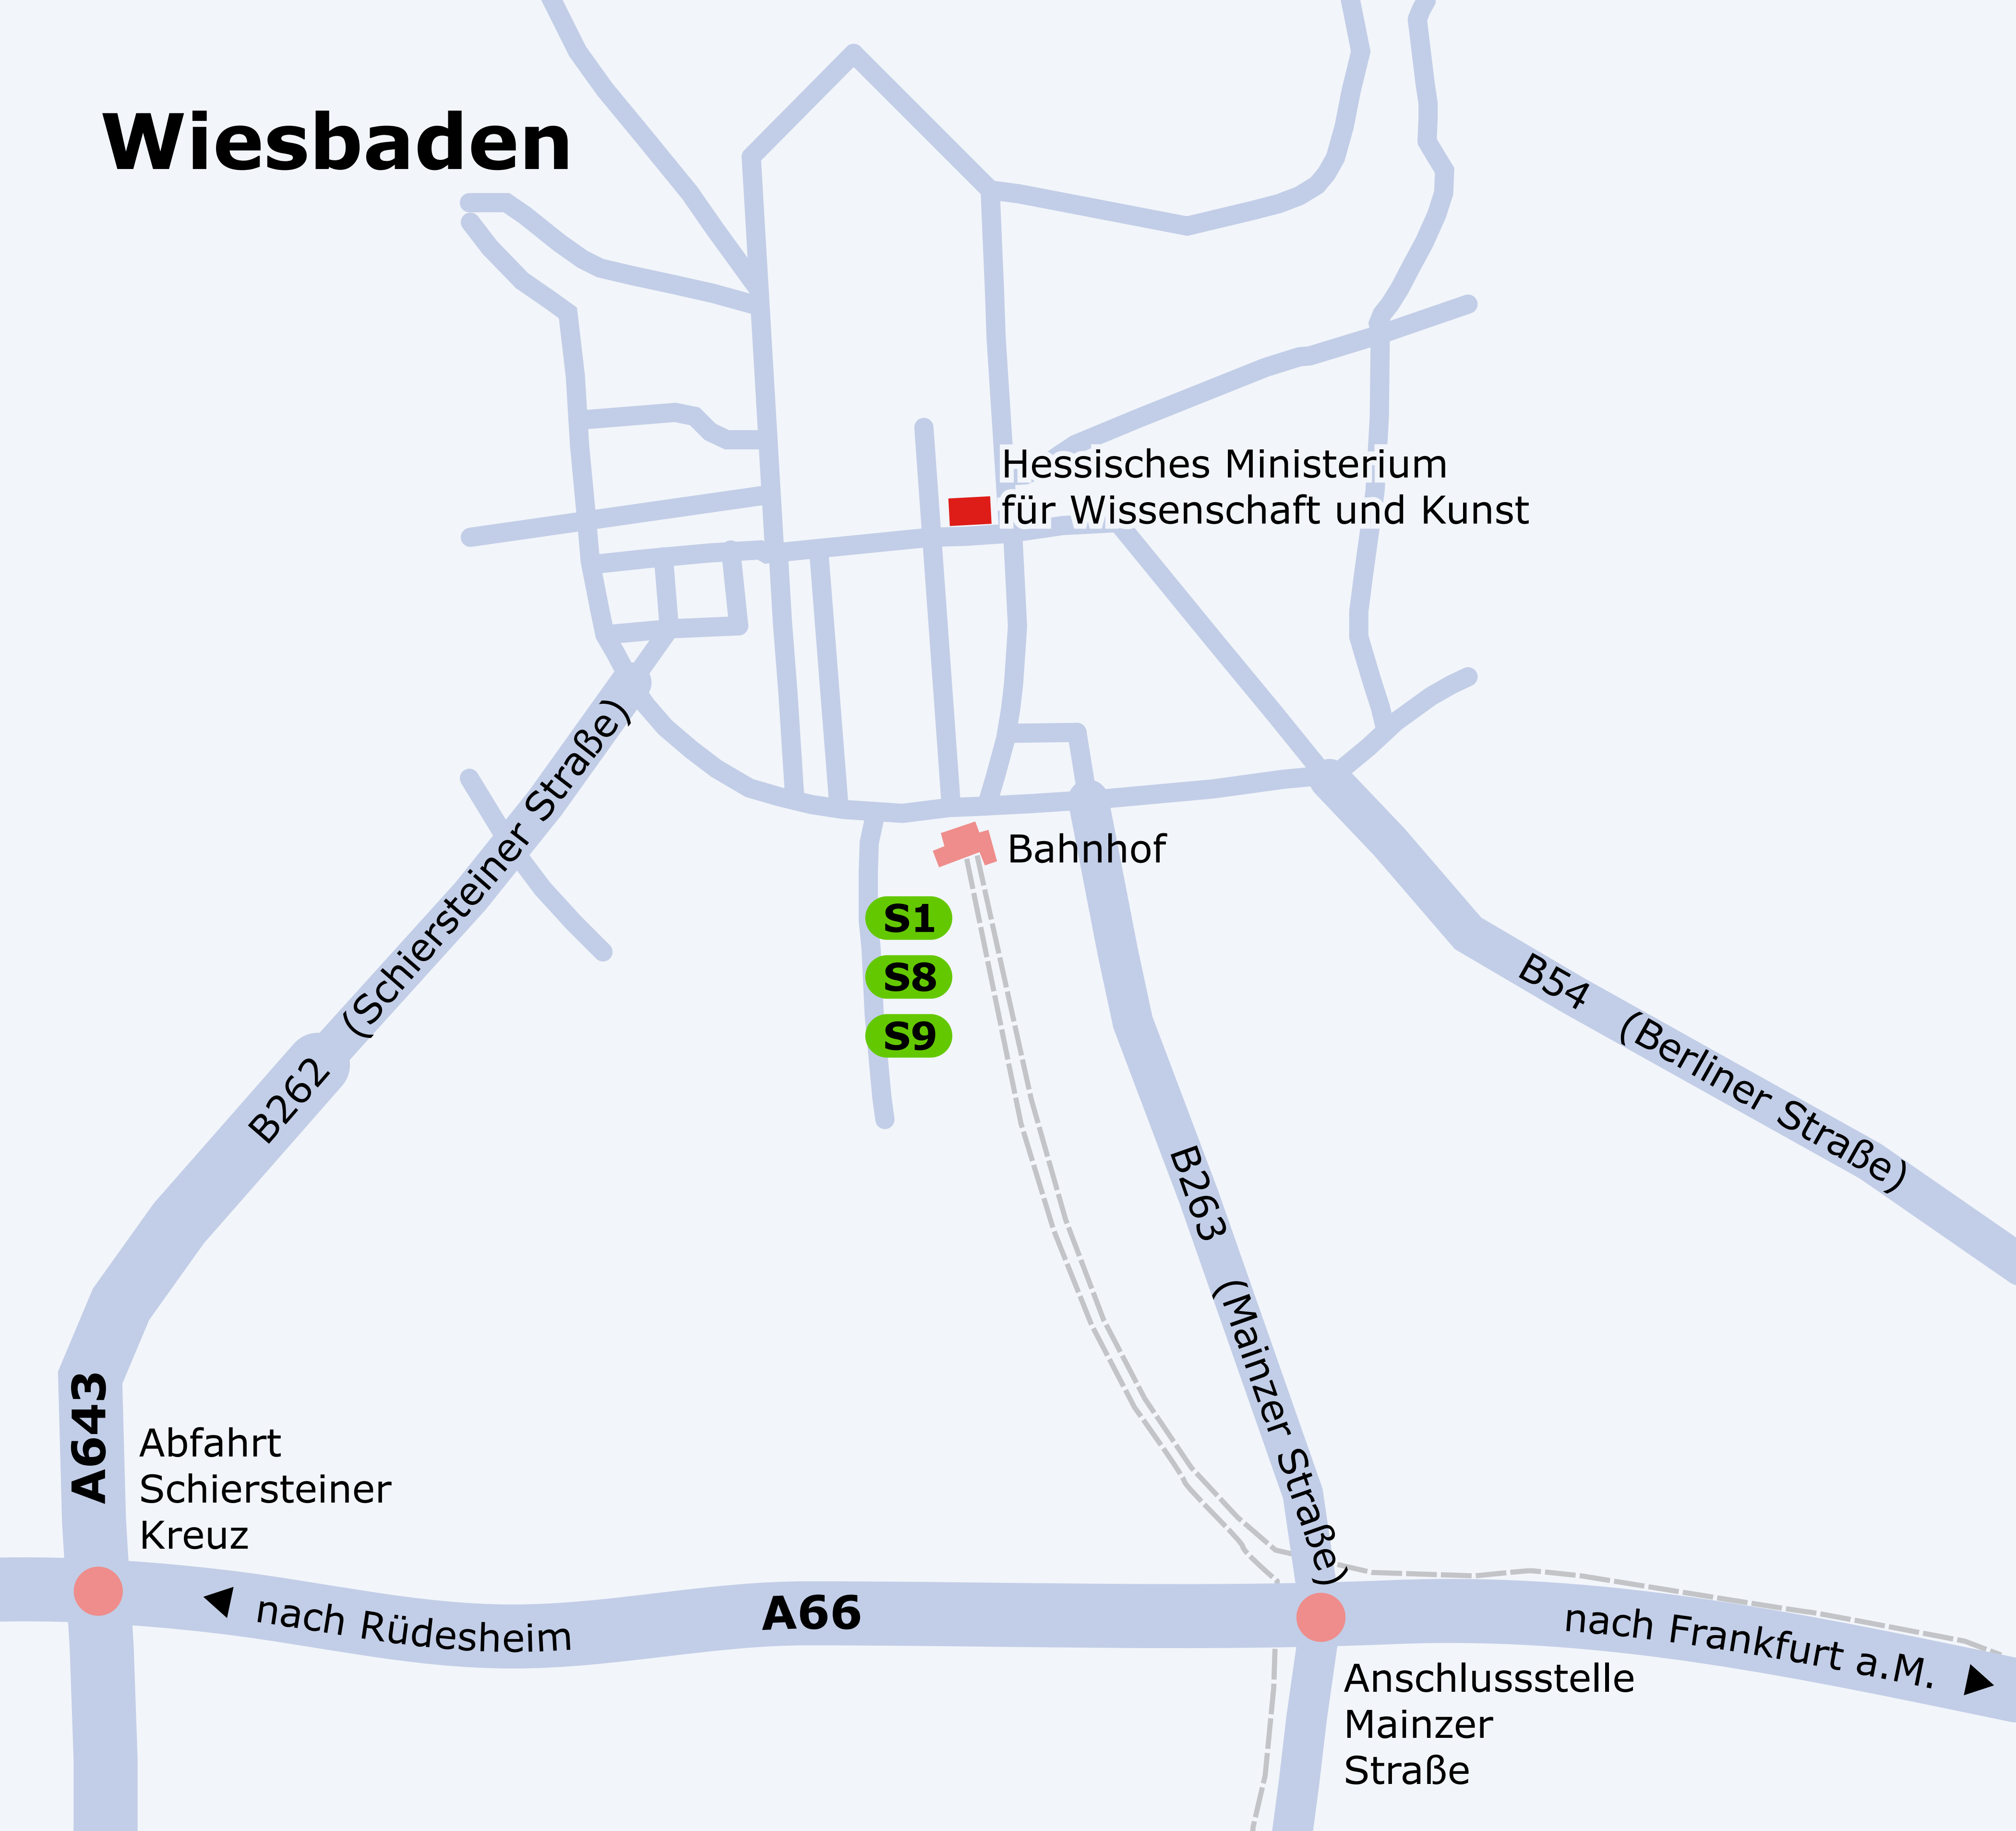 Wiesbaden
Hessisches Ministerium
für Wissenschaft und Kunst
Bahnhof
S1
S8
S9
B262 (Schiersteiner Straße)
B54 (Berliner Straße)
B263 (Mainzer Straße)
A643
Abfahrt
Schiersteiner
Kreuz
nach Rüdesheim
A66
nach Frankfurt a.M.
Anschlussstelle
Mainzer
Straße